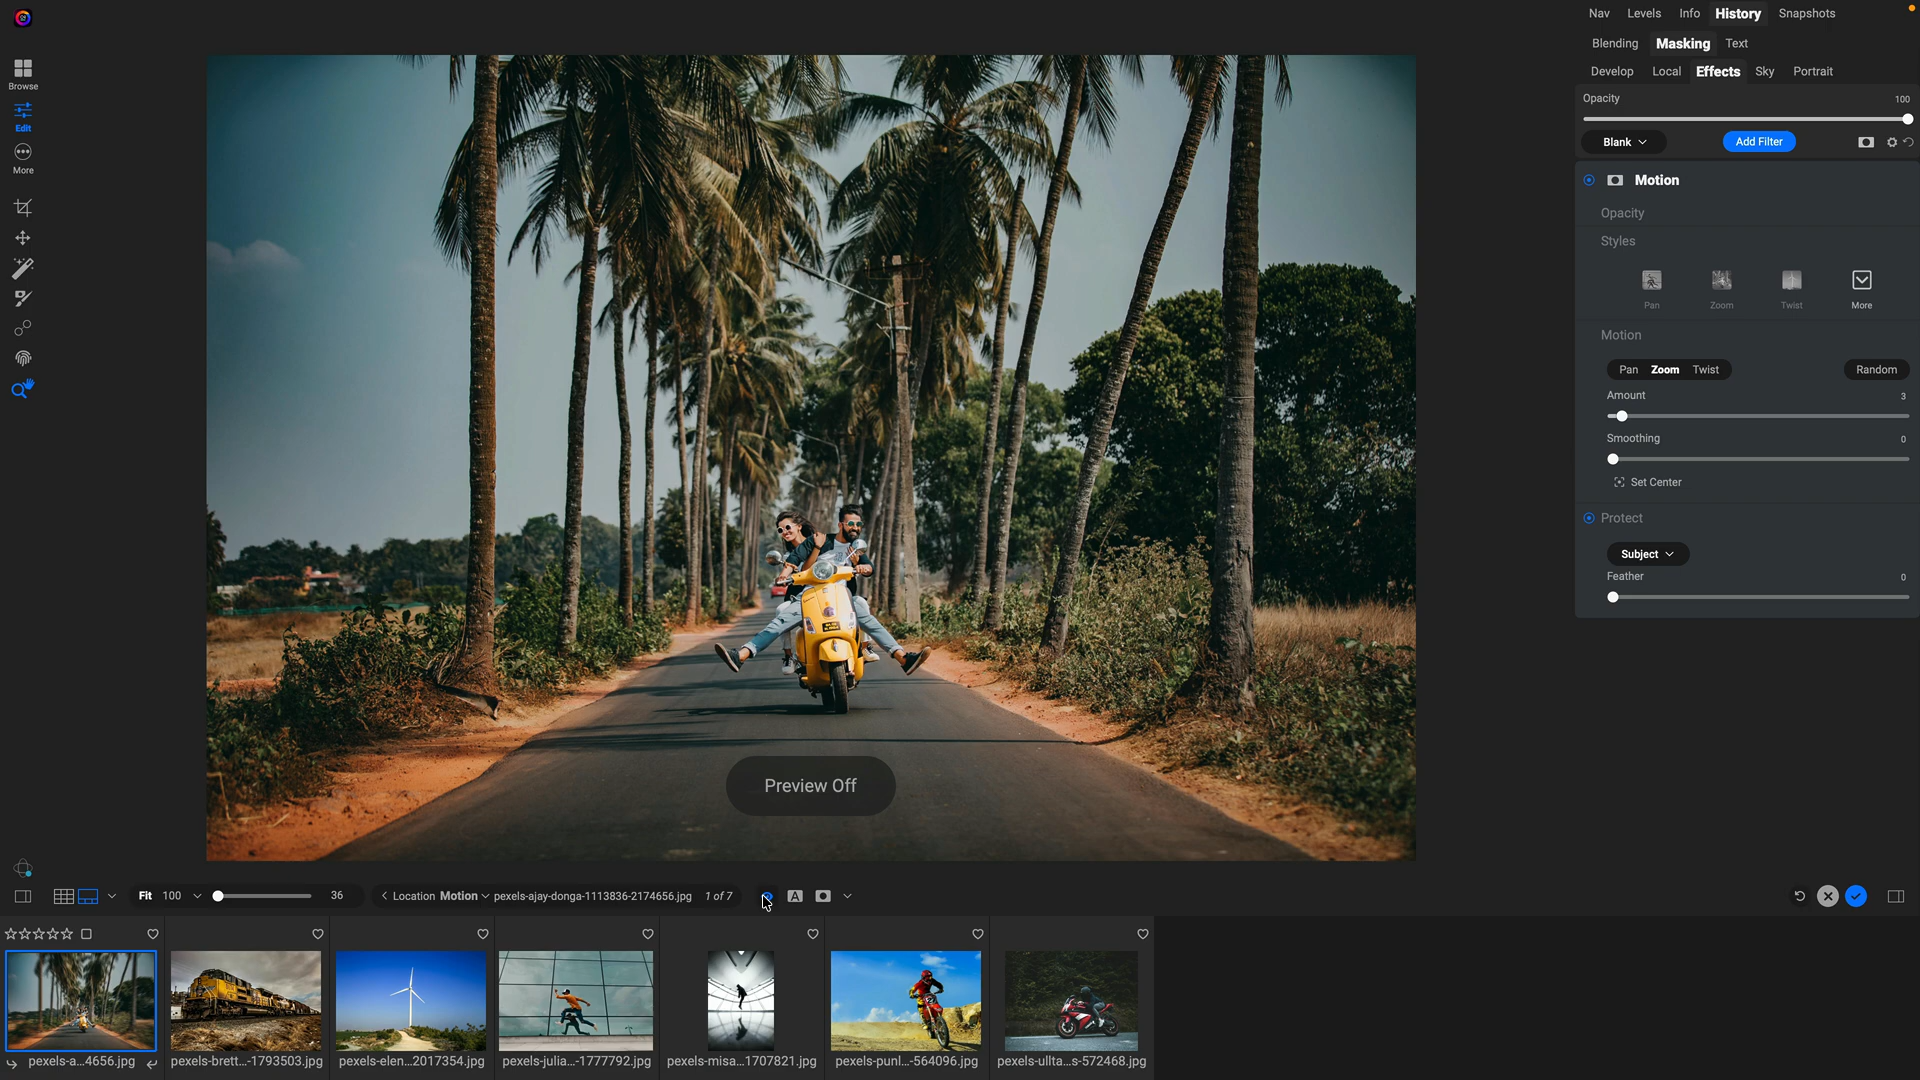 Nav Levels Info History Snapshots
Blending Masking Text
Browse
Develop Local Effects Sky Portrait
Opacity 100
Edit
Blank Add Filter
More
Motion
Opacity
Styles
Pan Zoom Twist More
Motion
Pan Zoom Twist Random
Amount 3
Smoothing 0
Set Center
Protect
Subject
Feather 0
Preview Off
Fit 100 36 Location Motion pexels-ajay-donga-1113836-2174656.jpg 1 of 7 A
pexels-a...4656.jpg pexels-brett...-1793503.jpg pexels-elen...2017354.jpg pexels-julia...-1777792.jpg pexels-misa...1707821.jpg pexels-punl...-564096.jpg pexels-ullta...s-572468.jpg